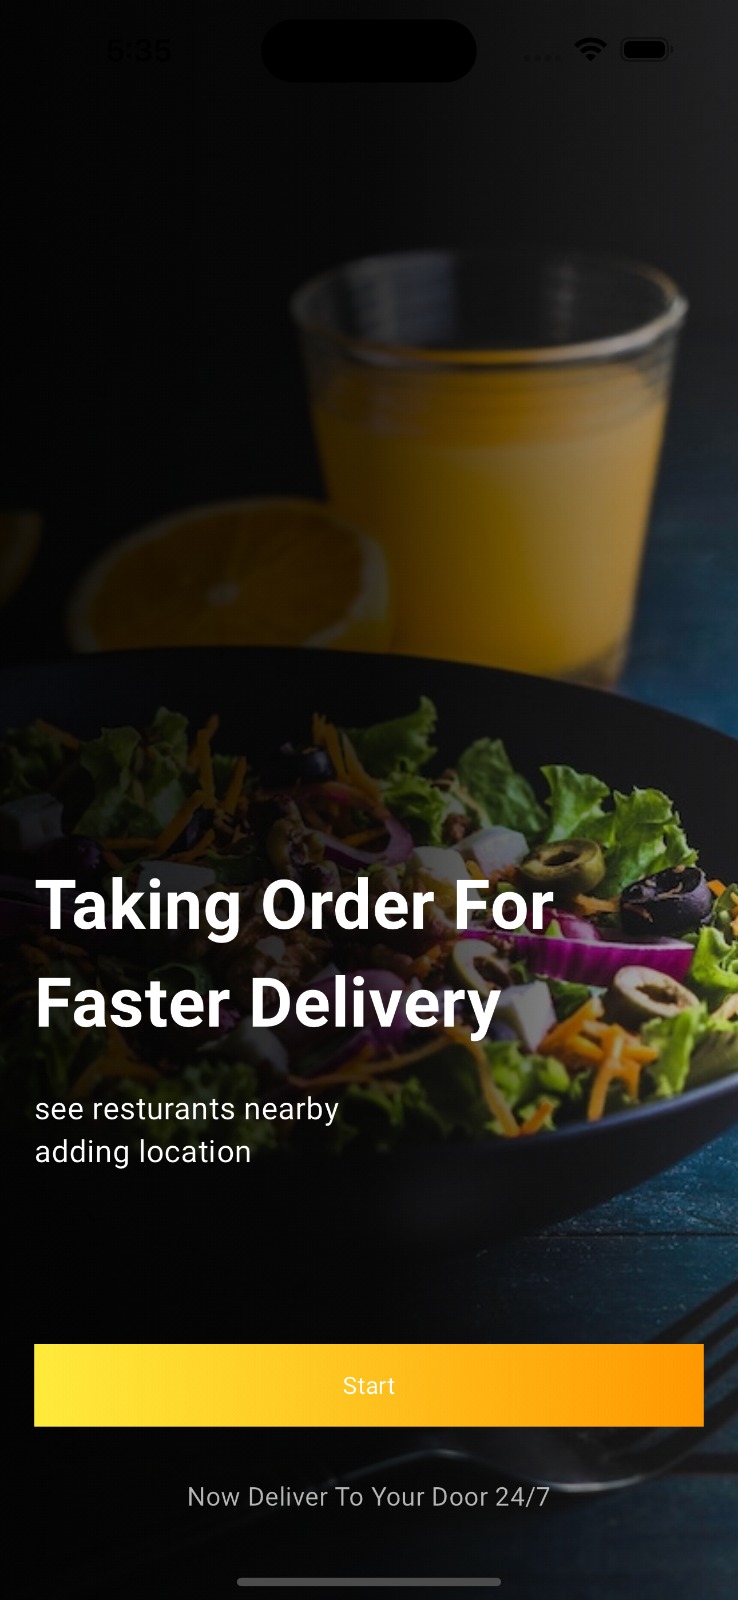 5:35
Taking Order For
Faster Delivery
see resturants nearby
adding location
Start
Now Deliver To Your Door 24/7